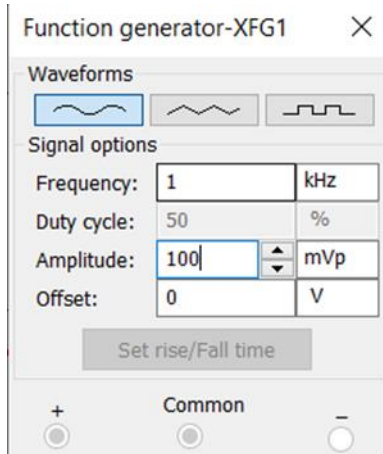 Function generator-XFG1 ×
Waveforms
Signal options
Frequency: 1 kHz
Duty cycle: 50 %
Amplitude: 100 mVp
Offset: 0 V
Set rise/Fall time
+ Common −